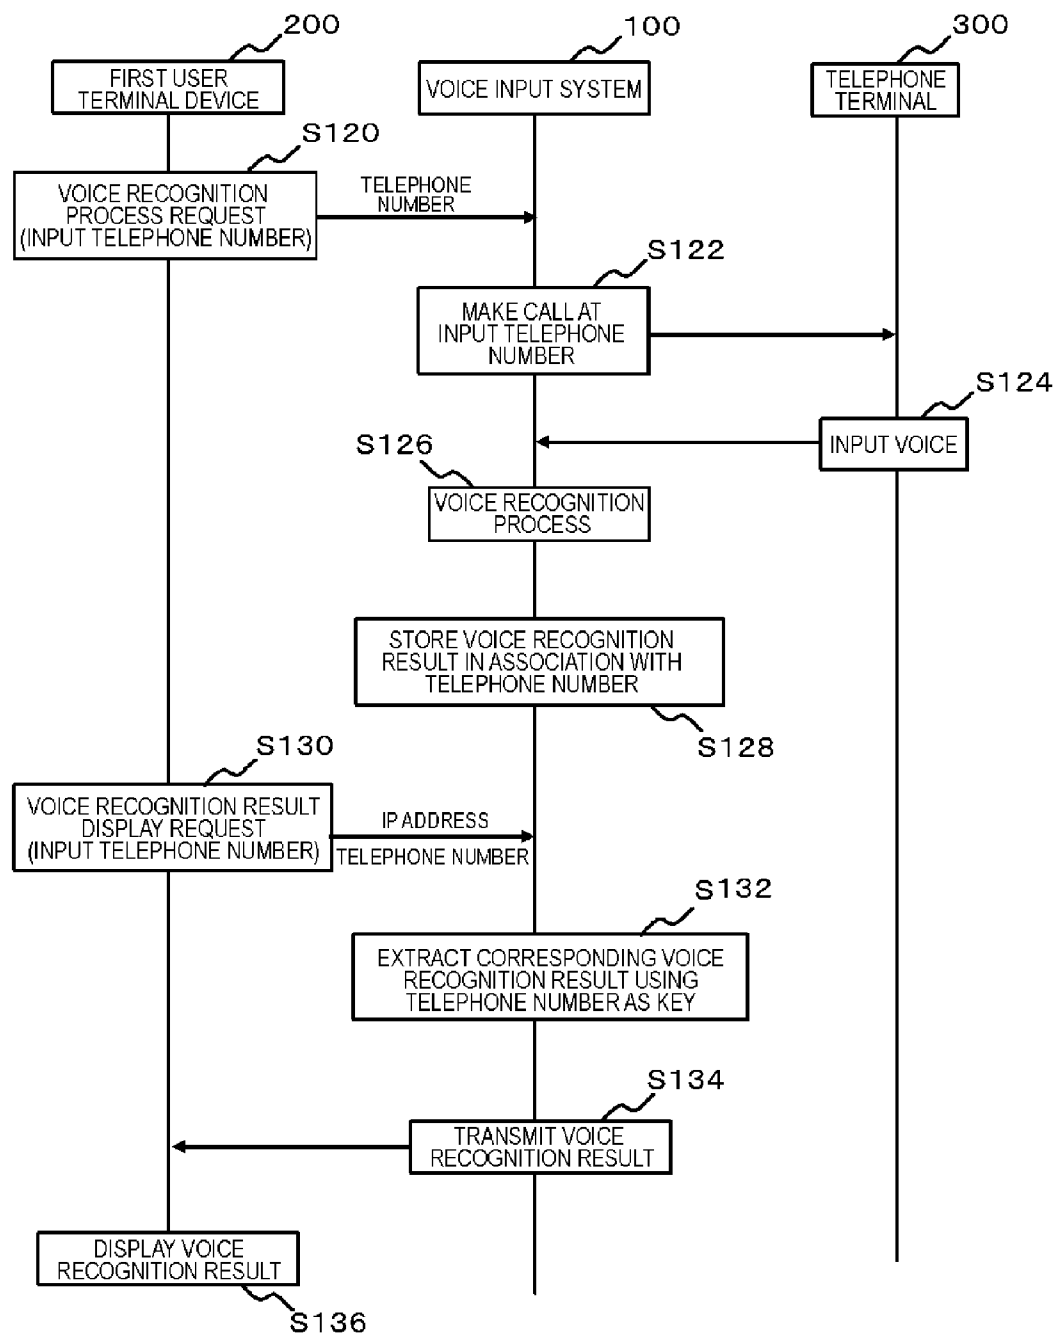 200
100
300
FIRST USER
TERMINAL DEVICE
VOICE INPUT SYSTEM
TELEPHONE
TERMINAL
S120
VOICE RECOGNITION
PROCESS REQUEST
(INPUT TELEPHONE NUMBER)
TELEPHONE
NUMBER
S122
MAKE CALL AT
INPUT TELEPHONE
NUMBER
S124
INPUT VOICE
S126
VOICE RECOGNITION
PROCESS
STORE VOICE RECOGNITION
RESULT IN ASSOCIATION WITH
TELEPHONE NUMBER
S128
S130
VOICE RECOGNITION RESULT
DISPLAY REQUEST
(INPUT TELEPHONE NUMBER)
IP ADDRESS
TELEPHONE NUMBER
S132
EXTRACT CORRESPONDING VOICE
RECOGNITION RESULT USING
TELEPHONE NUMBER AS KEY
S134
TRANSMIT VOICE
RECOGNITION RESULT
DISPLAY VOICE
RECOGNITION RESULT
S136